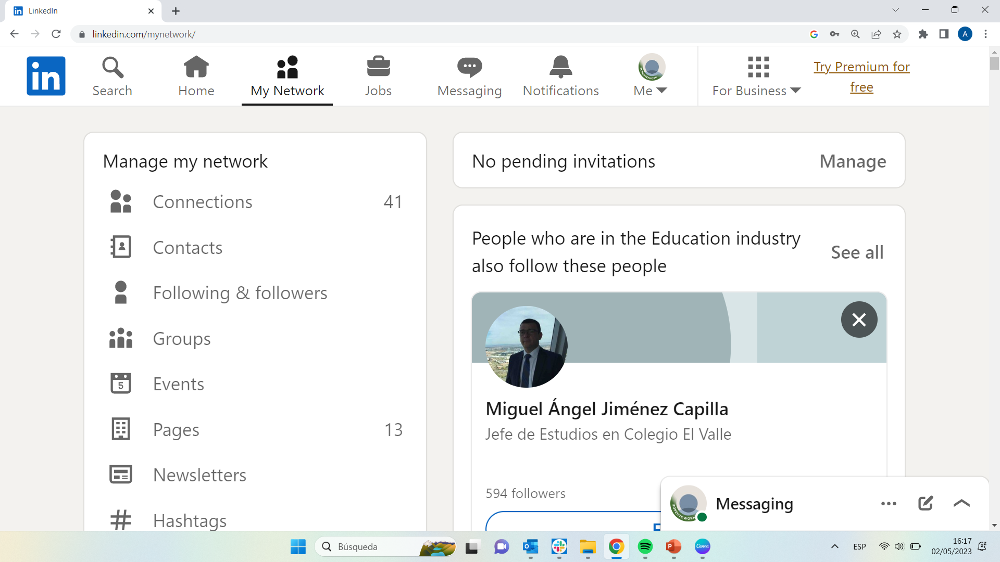 LinkedIn
linkedin.com/mynetwork/
A
in
Search
Home
My Network
Jobs
Messaging
Notifications
Me
For Business
Try Premium for
free
Manage my network
Connections 41
Contacts
Following & followers
Groups
5
Events
Pages 13
Newsletters
Hashtags
No pending invitations Manage
People who are in the Education industry
also follow these people
See all
Miguel Ángel Jiménez Capilla
Jefe de Estudios en Colegio El Valle
594 followers
#OPENTOWORK
Messaging
Búsqueda
Canva
ESP
16:17
02/05/2023